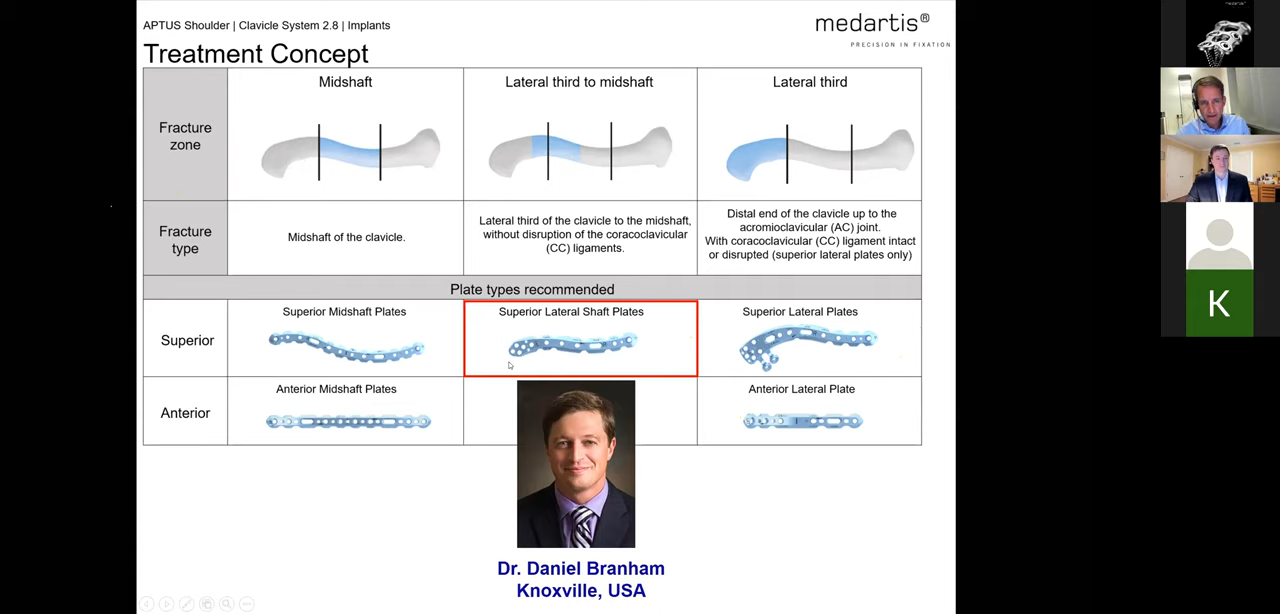 APTUS Shoulder | Clavicle System 2.8 | Implants
medartis®
PRECISION IN FIXATION
Treatment Concept
Midshaft
Lateral third to midshaft
Lateral third
Fracture
zone
Fracture
type
Midshaft of the clavicle.
Lateral third of the clavicle to the midshaft,
without disruption of the coracoclavicular
(CC) ligaments.
Distal end of the clavicle up to the
acromioclavicular (AC) joint.
With coracoclavicular (CC) ligament intact
or disrupted (superior lateral plates only)
Plate types recommended
Superior
Superior Midshaft Plates
Superior Lateral Shaft Plates
Superior Lateral Plates
Anterior
Anterior Midshaft Plates
Anterior Lateral Plate
Dr. Daniel Branham
Knoxville, USA
K